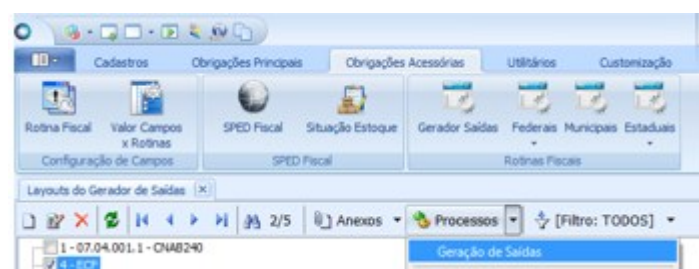 Cadastros Obrigações Principais Obrigações Acessórias Utilitários Customização
Rotina Fiscal Valor Campos x Rotinas SPED Fiscal Situação Estoque Gerador Saídas Federais Municipais Estaduais
Configuração de Campos SPED Fiscal Rotinas Fiscais
Layouts do Gerador de Saídas
2/5 Anexos Processos [Filtro: TODOS]
1 - 07.04.001.1 - CNAB240 Geração de Saídas
4 - ECF